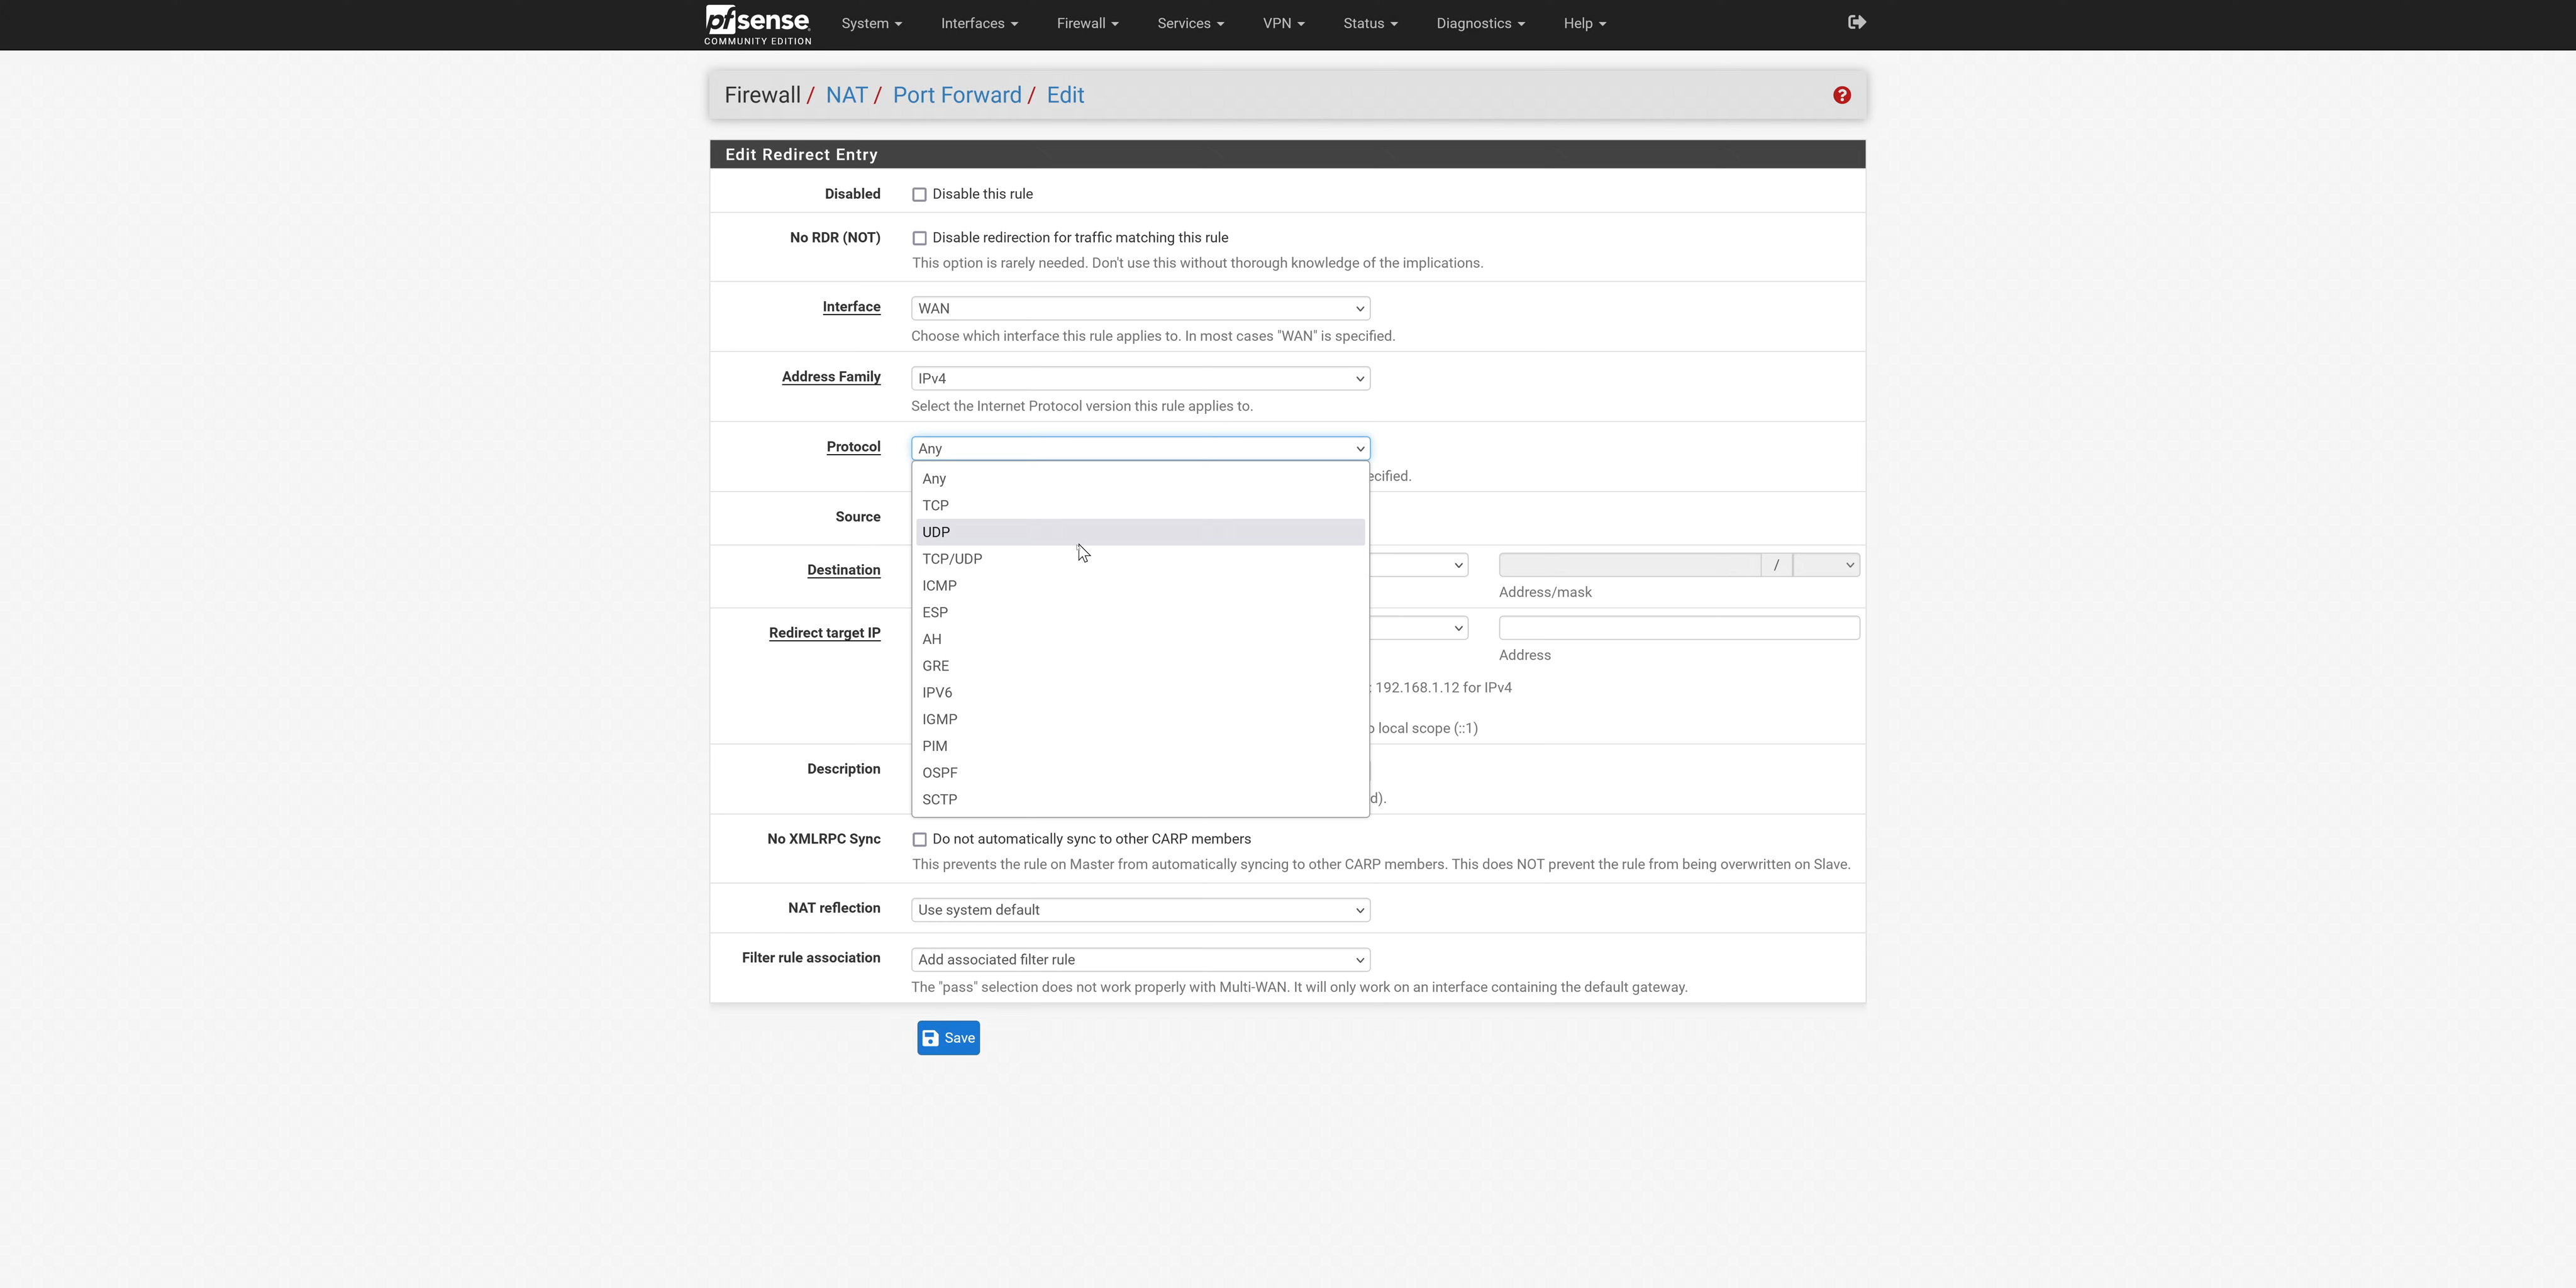 pfsense
COMMUNITY EDITION
System
Interfaces
Firewall
Services
VPN
Status
Diagnostics
Help
Firewall / NAT / Port Forward / Edit
Edit Redirect Entry
Disabled
Disable this rule
No RDR (NOT)
Disable redirection for traffic matching this rule
This option is rarely needed. Don't use this without thorough knowledge of the implications.
Interface
WAN
Choose which interface this rule applies to. In most cases "WAN" is specified.
Address Family
IPv4
Select the Internet Protocol version this rule applies to.
Protocol
Any
Any
ecified.
TCP
Source
UDP
TCP/UDP
Destination
/
Address/mask
ICMP
ESP
Redirect target IP
AH
Address
GRE
: 192.168.1.12 for IPv4
IPV6
IGMP
local scope (::1)
PIM
Description
OSPF
SCTP
d).
No XMLRPC Sync
Do not automatically sync to other CARP members
This prevents the rule on Master from automatically syncing to other CARP members. This does NOT prevent the rule from being overwritten on Slave.
NAT reflection
Use system default
Filter rule association
Add associated filter rule
The "pass" selection does not work properly with Multi-WAN. It will only work on an interface containing the default gateway.
Save